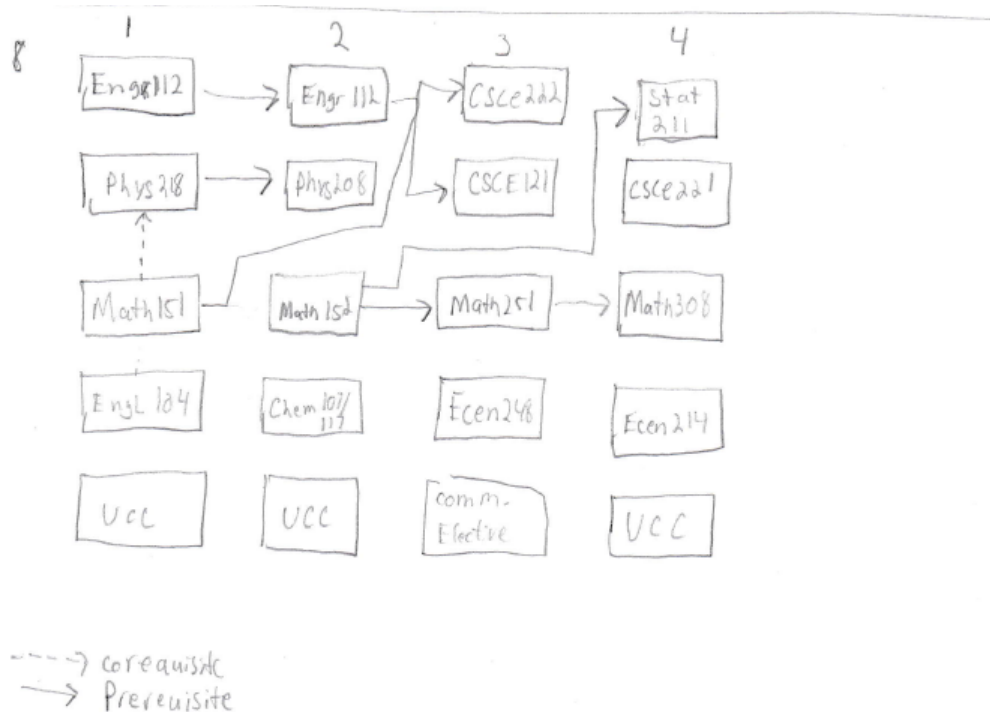 8
1 2 3 4
Engr112 Engr 112 CSCe222 Stat
211
Phys218 Phys208 CSCE121 CSCe221
Math151 Math152 Math251 Math308
EngL 104 Chem 107/
117 Ecen248 Ecen214
UCC UCC comm.
Elective UCC
corequisite
Prerequisite